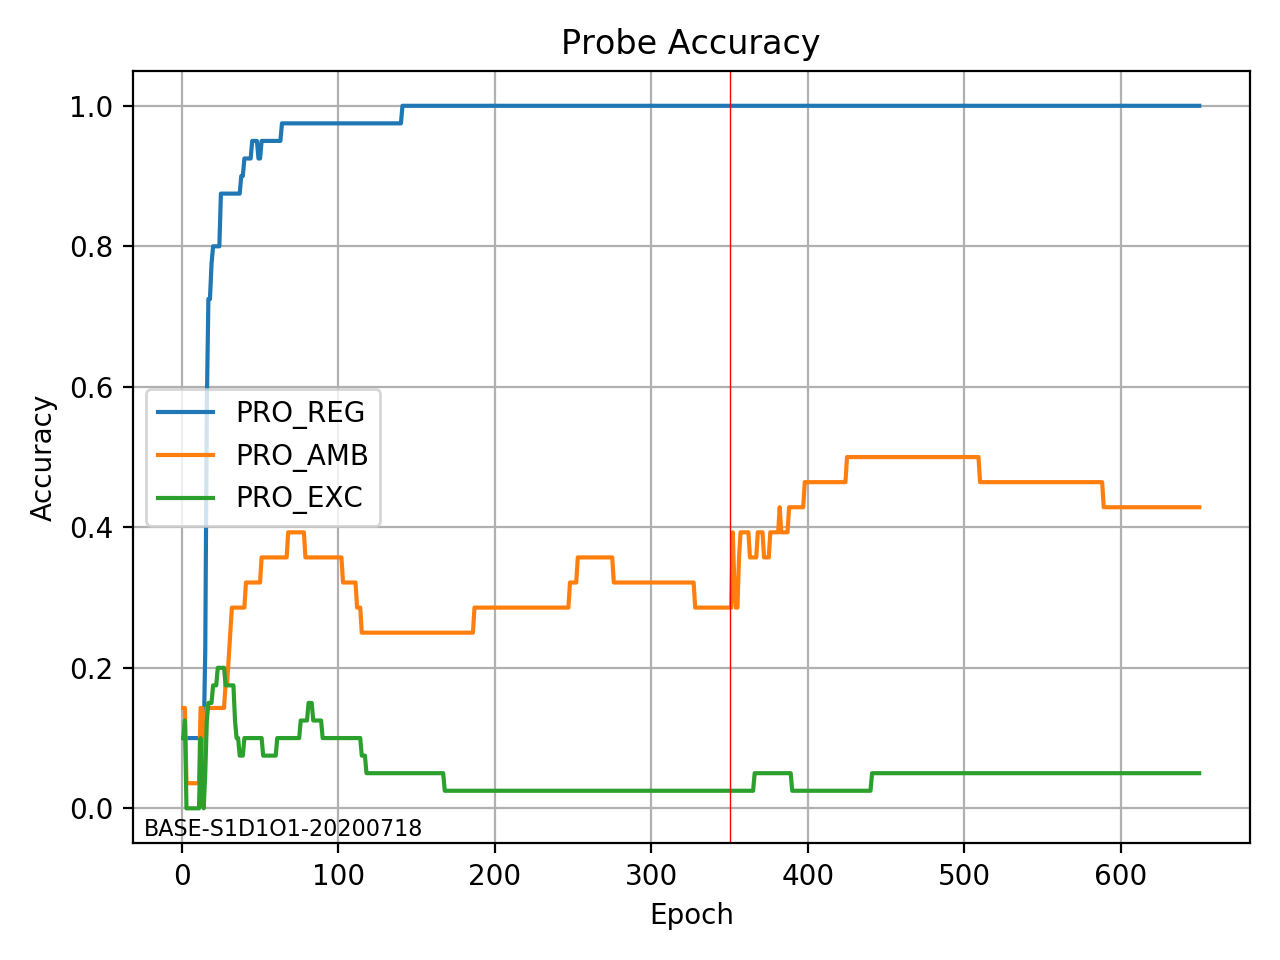 Probe Accuracy
Accuracy
1.0
0.8
0.6
0.4
0.2
0.0
PRO_REG
PRO_AMB
PRO_EXC
BASE-S1D1O1-20200718
0 100 200 300 400 500 600
Epoch